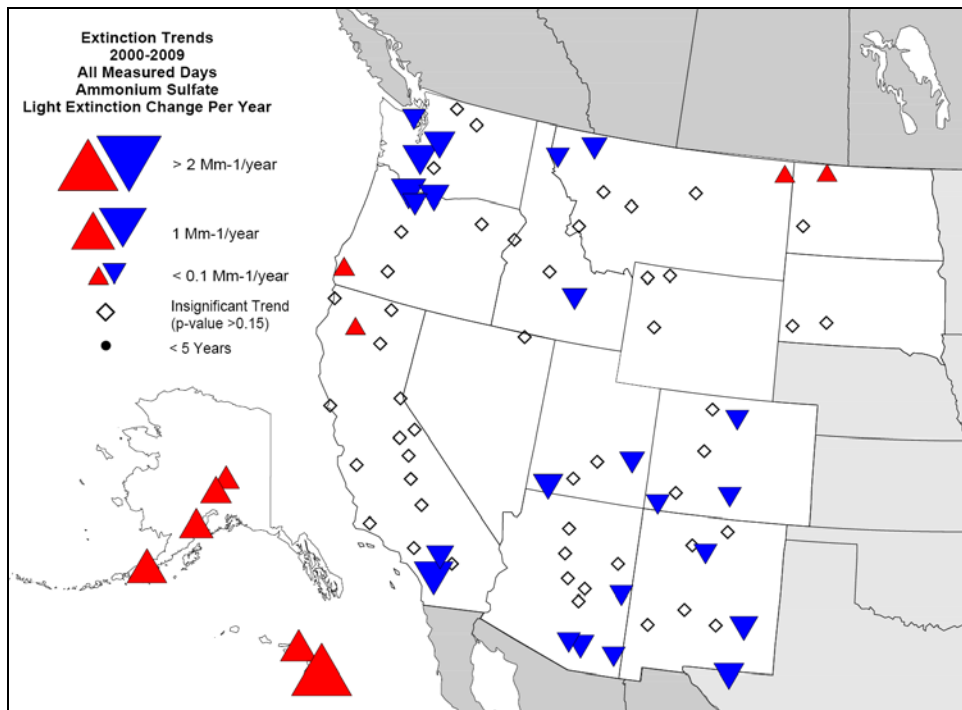 Extinction Trends
2000-2009
All Measured Days
Ammonium Sulfate
Light Extinction Change Per Year
> 2 Mm-1/year
1 Mm-1/year
< 0.1 Mm-1/year
Insignificant Trend
(p-value >0.15)
< 5 Years